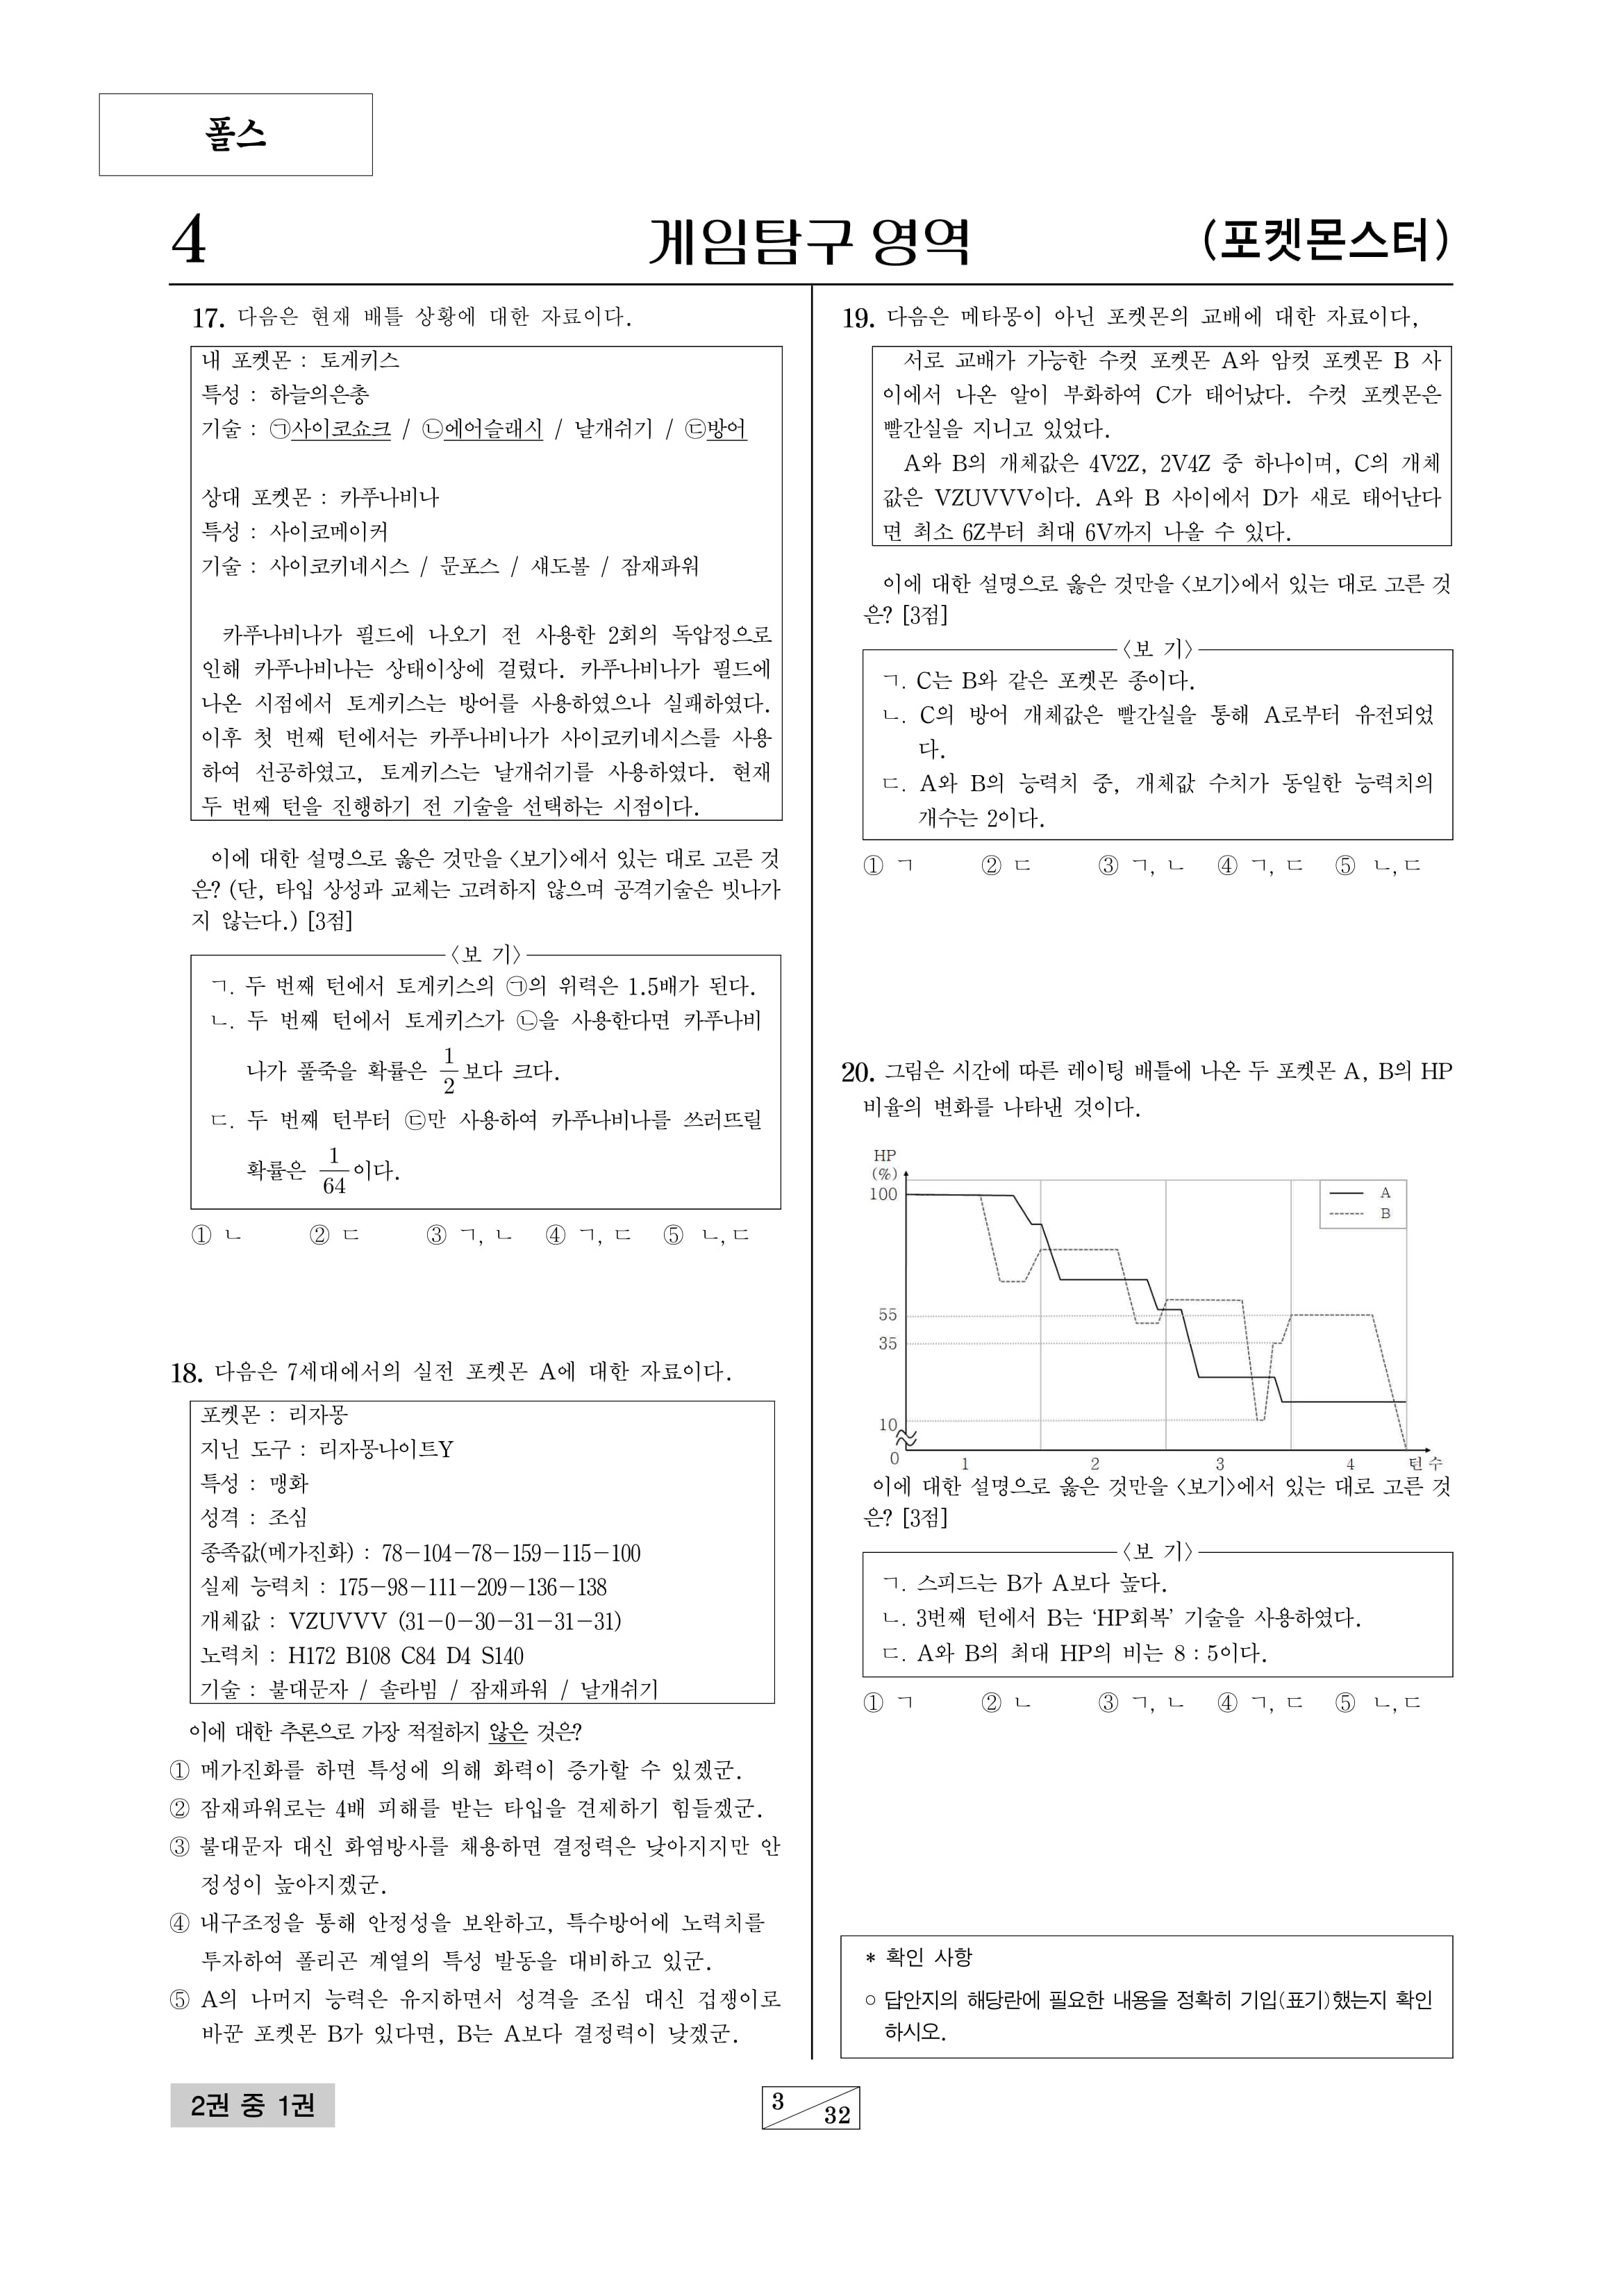 폴스
4
게임탐구 영역
(포켓몬스터)
17. 다음은 현재 배틀 상황에 대한 자료이다.
내 포켓몬 : 토게키스
특성 : 하늘의은총
기술 : ㉠사이코쇼크 / ㉡에어슬래시 / 날개쉬기 / ㉢방어
상대 포켓몬 : 카푸나비나
특성 : 사이코메이커
기술 : 사이코키네시스 / 문포스 / 섀도볼 / 잠재파워
카푸나비나가 필드에 나오기 전 사용한 2회의 독압정으로
인해 카푸나비나는 상태이상에 걸렸다. 카푸나비나가 필드에
나온 시점에서 토게키스는 방어를 사용하였으나 실패하였다.
이후 첫 번째 턴에서는 카푸나비나가 사이코키네시스를 사용
하여 선공하였고, 토게키스는 날개쉬기를 사용하였다. 현재
두 번째 턴을 진행하기 전 기술을 선택하는 시점이다.
이에 대한 설명으로 옳은 것만을 <보기>에서 있는 대로 고른 것
은? (단, 타입 상성과 교체는 고려하지 않으며 공격기술은 빗나가
지 않는다.) [3점]
<보 기>
ㄱ. 두 번째 턴에서 토게키스의 ㉠의 위력은 1.5배가 된다.
ㄴ. 두 번째 턴에서 토게키스가 ㉡을 사용한다면 카푸나비
나가 풀죽을 확률은 1/2보다 크다.
ㄷ. 두 번째 턴부터 ㉢만 사용하여 카푸나비나를 쓰러뜨릴
확률은 1/64이다.
① ㄴ ② ㄷ ③ ㄱ, ㄴ ④ ㄱ, ㄷ ⑤ ㄴ, ㄷ
18. 다음은 7세대에서의 실전 포켓몬 A에 대한 자료이다.
포켓몬 : 리자몽
지닌 도구 : 리자몽나이트Y
특성 : 맹화
성격 : 조심
종족값(메가진화) : 78-104-78-159-115-100
실제 능력치 : 175-98-111-209-136-138
개체값 : VZUVVV (31-0-30-31-31-31)
노력치 : H172 B108 C84 D4 S140
기술 : 불대문자 / 솔라빔 / 잠재파워 / 날개쉬기
이에 대한 추론으로 가장 적절하지 않은 것은?
① 메가진화를 하면 특성에 의해 화력이 증가할 수 있겠군.
② 잠재파워로는 4배 피해를 받는 타입을 견제하기 힘들겠군.
③ 불대문자 대신 화염방사를 채용하면 결정력은 낮아지지만 안
정성이 높아지겠군.
④ 내구조정을 통해 안정성을 보완하고, 특수방어에 노력치를
투자하여 폴리곤 계열의 특성 발동을 대비하고 있군.
⑤ A의 나머지 능력은 유지하면서 성격을 조심 대신 겁쟁이로
바꾼 포켓몬 B가 있다면, B는 A보다 결정력이 낮겠군.
19. 다음은 메타몽이 아닌 포켓몬의 교배에 대한 자료이다,
서로 교배가 가능한 수컷 포켓몬 A와 암컷 포켓몬 B 사
이에서 나온 알이 부화하여 C가 태어났다. 수컷 포켓몬은
빨간실을 지니고 있었다.
A와 B의 개체값은 4V2Z, 2V4Z 중 하나이며, C의 개체
값은 VZUVVV이다. A와 B 사이에서 D가 새로 태어난다
면 최소 6Z부터 최대 6V까지 나올 수 있다.
이에 대한 설명으로 옳은 것만을 <보기>에서 있는 대로 고른 것
은? [3점]
<보 기>
ㄱ. C는 B와 같은 포켓몬 종이다.
ㄴ. C의 방어 개체값은 빨간실을 통해 A로부터 유전되었
다.
ㄷ. A와 B의 능력치 중, 개체값 수치가 동일한 능력치의
개수는 2이다.
① ㄱ ② ㄷ ③ ㄱ, ㄴ ④ ㄱ, ㄷ ⑤ ㄴ, ㄷ
20. 그림은 시간에 따른 레이팅 배틀에 나온 두 포켓몬 A, B의 HP
비율의 변화를 나타낸 것이다.
HP
(%)
100
A
B
55
35
10
0
1 2 3 4 턴 수
이에 대한 설명으로 옳은 것만을 <보기>에서 있는 대로 고른 것
은? [3점]
<보 기>
ㄱ. 스피드는 B가 A보다 높다.
ㄴ. 3번째 턴에서 B는 ‘HP회복’ 기술을 사용하였다.
ㄷ. A와 B의 최대 HP의 비는 8 : 5이다.
① ㄱ ② ㄴ ③ ㄱ, ㄴ ④ ㄱ, ㄷ ⑤ ㄴ, ㄷ
* 확인 사항
○ 답안지의 해당란에 필요한 내용을 정확히 기입(표기)했는지 확인
하시오.
2권 중 1권
3
32